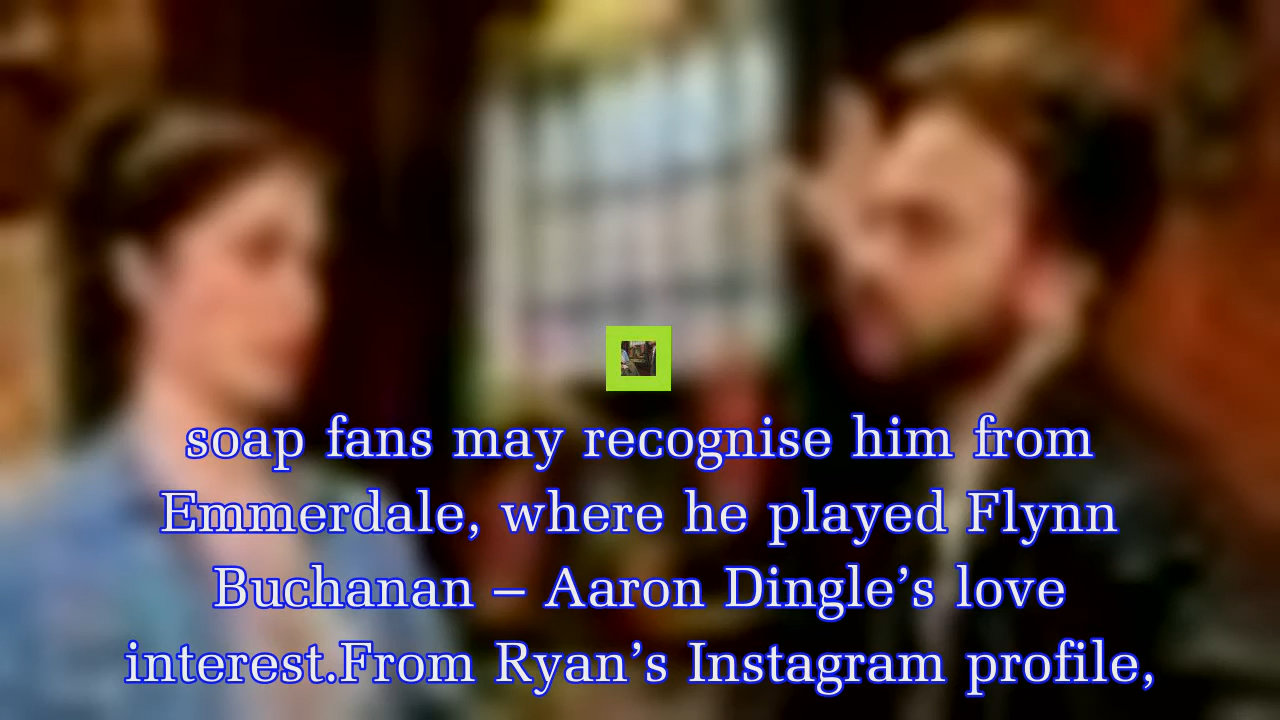 soap fans may recognise him from
Emmerdale, where he played Flynn
Buchanan – Aaron Dingle’s love
interest.From Ryan’s Instagram profile,